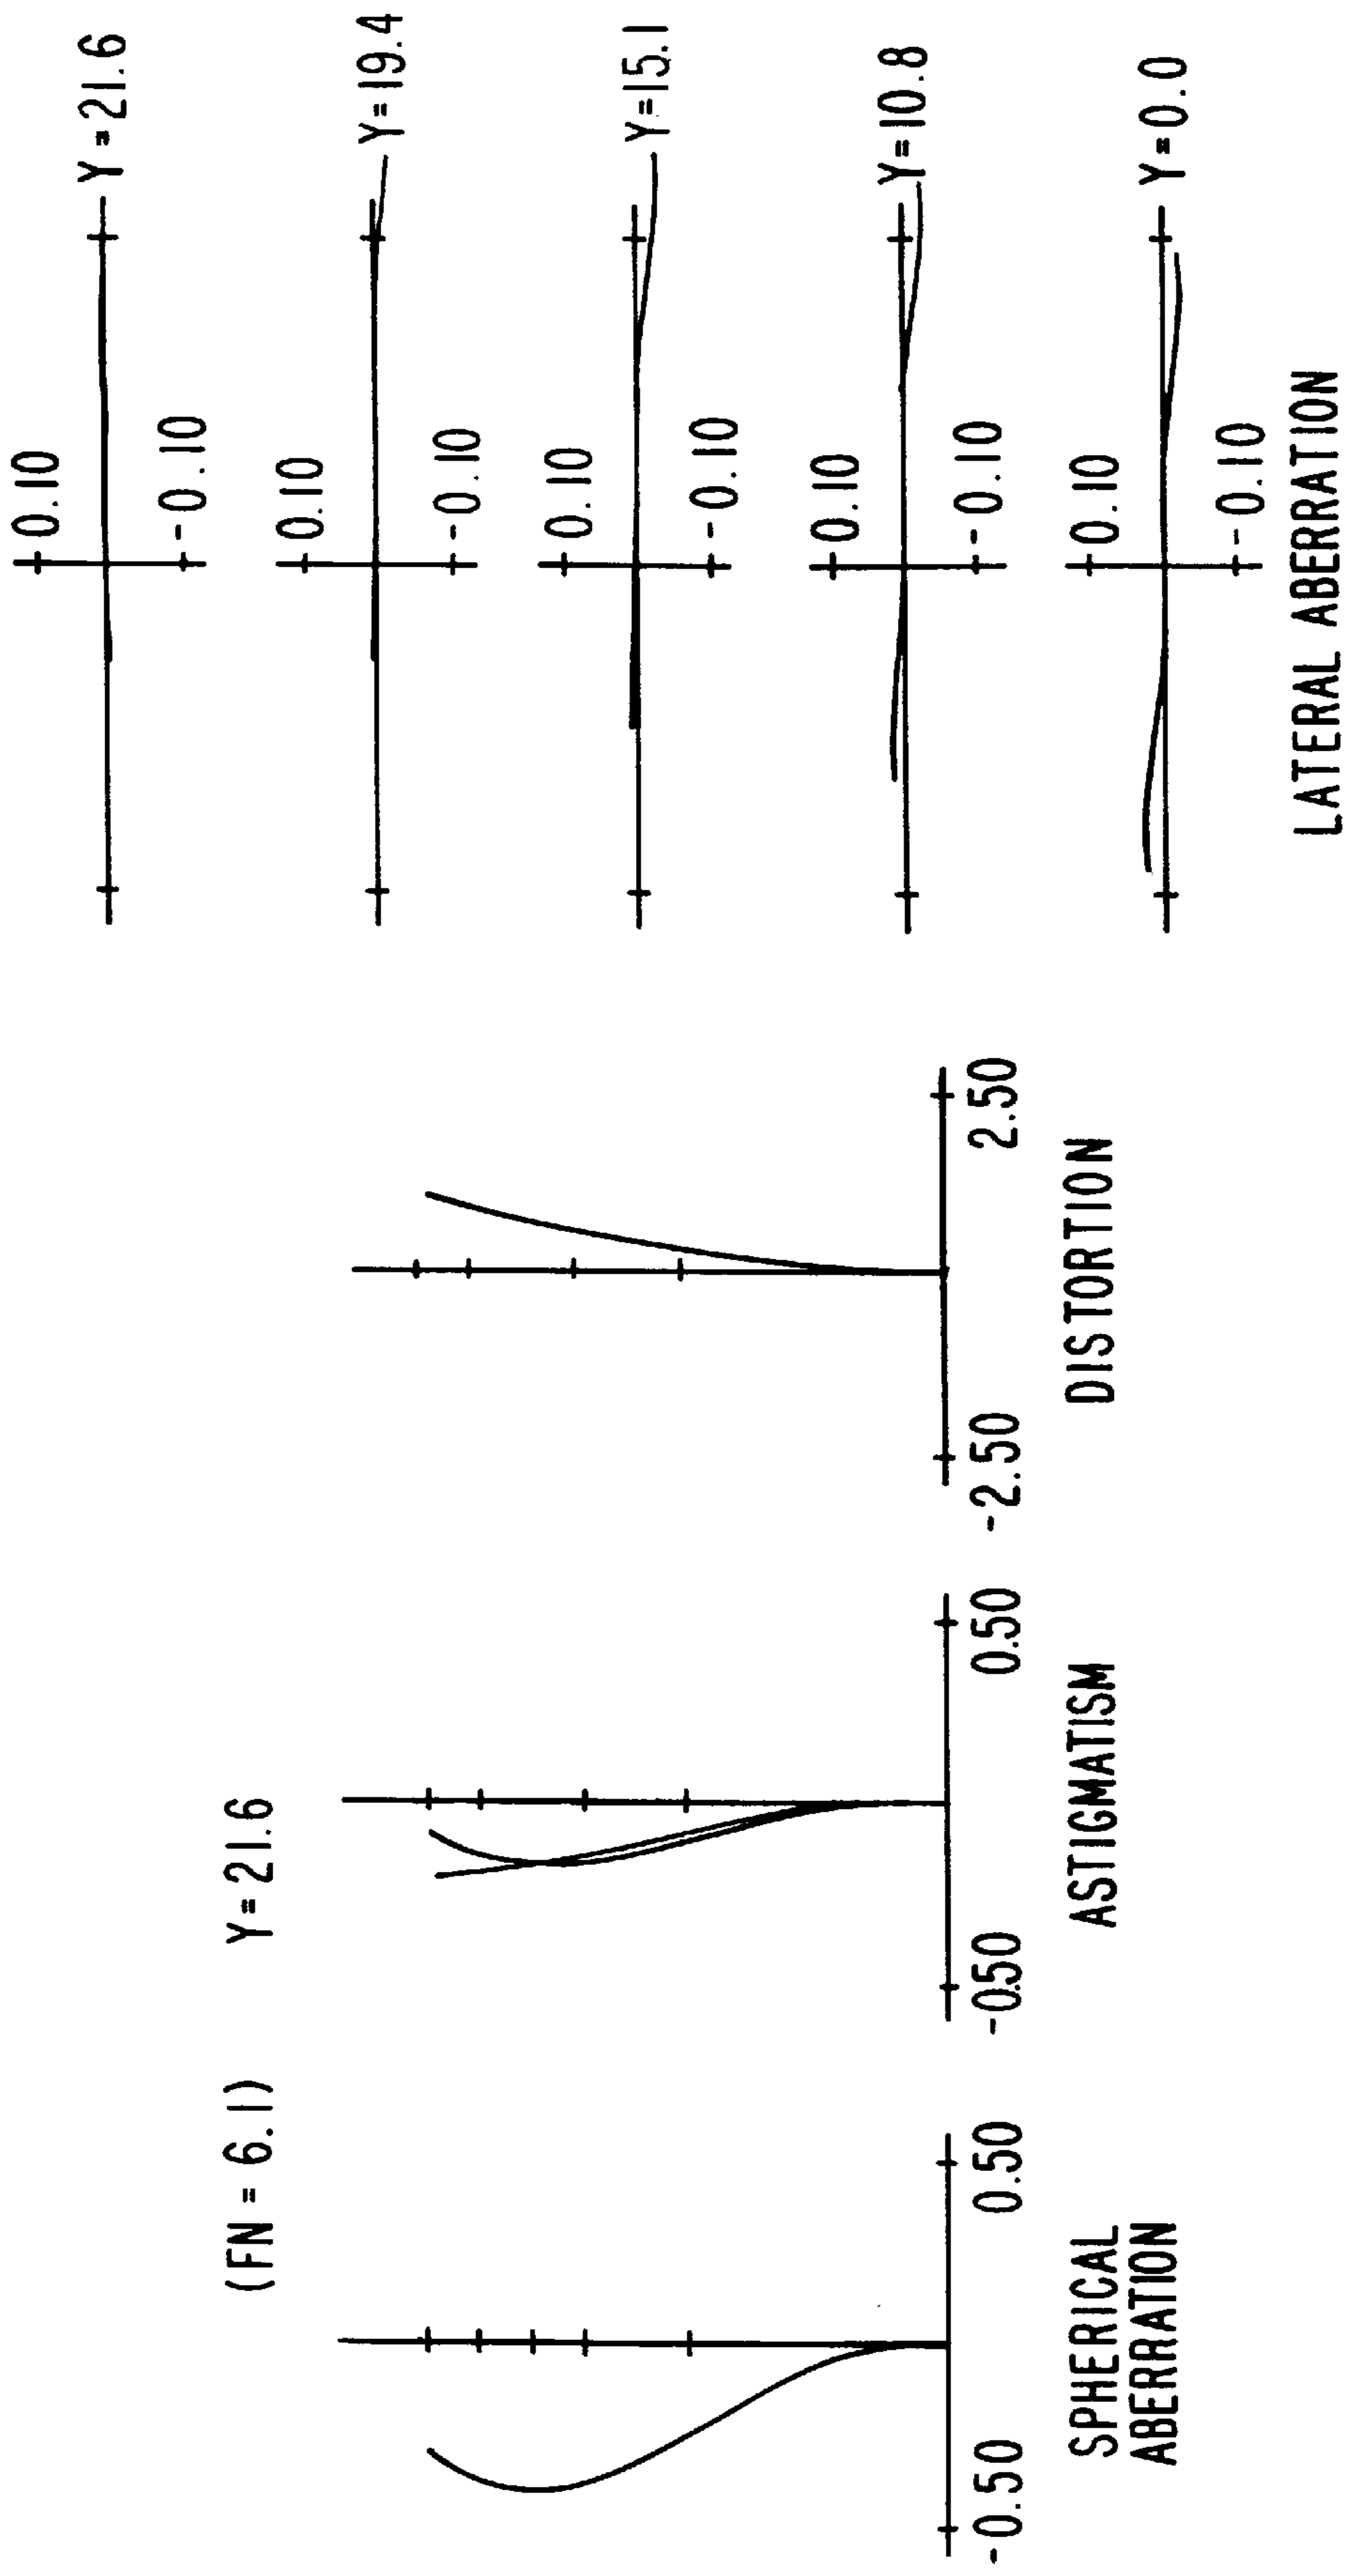 (FN = 6.1)
-0.50
0.50
SPHERICAL
ABERRATION
Y=21.6
-0.50
0.50
ASTIGMATISM
-2.50
2.50
DISTORTION
0.10
-0.10
Y=21.6
0.10
-0.10
Y=19.4
0.10
-0.10
Y=15.1
0.10
-0.10
Y=10.8
0.10
-0.10
Y=0.0
LATERAL ABERRATION